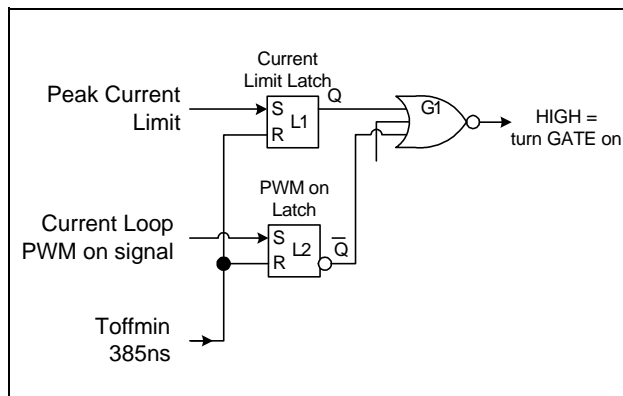 Current
Limit Latch
Peak Current
Limit
S
R
L1
Q
G1
HIGH =
turn GATE on
PWM on
Latch
Current Loop
PWM on signal
S
R
L2
Q
Toffmin
385ns